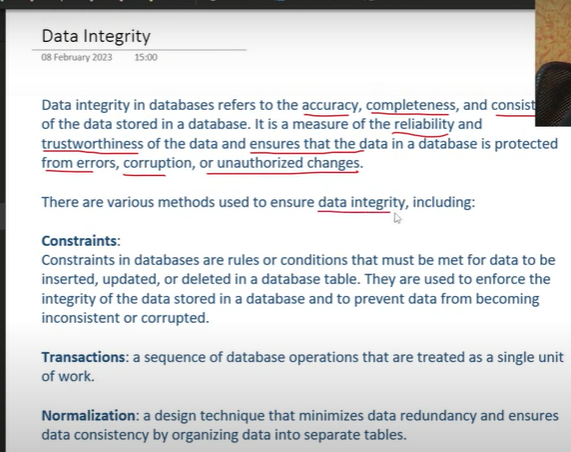 Data Integrity
08 February 2023 15:00
Data integrity in databases refers to the accuracy, completeness, and consist
of the data stored in a database. It is a measure of the reliability and
trustworthiness of the data and ensures that the data in a database is protected
from errors, corruption, or unauthorized changes.
There are various methods used to ensure data integrity, including:
Constraints:
Constraints in databases are rules or conditions that must be met for data to be
inserted, updated, or deleted in a database table. They are used to enforce the
integrity of the data stored in a database and to prevent data from becoming
inconsistent or corrupted.
Transactions: a sequence of database operations that are treated as a single unit
of work.
Normalization: a design technique that minimizes data redundancy and ensures
data consistency by organizing data into separate tables.